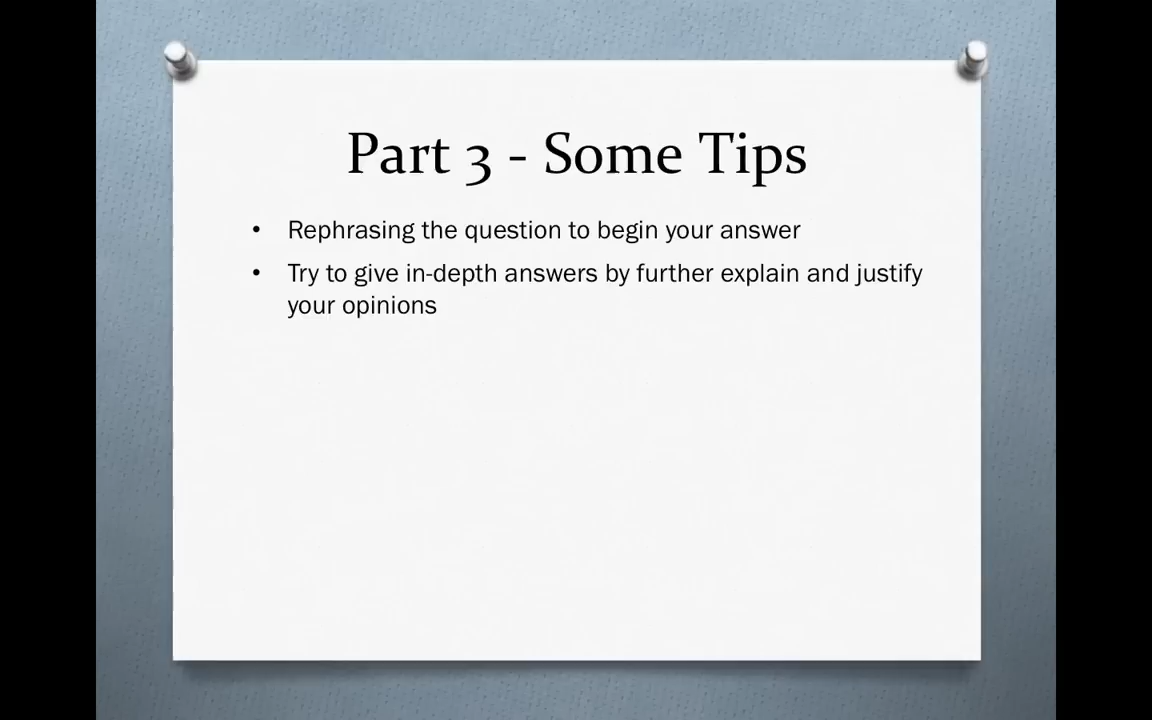 Part 3 - Some Tips
• Rephrasing the question to begin your answer
• Try to give in-depth answers by further explain and justify
your opinions